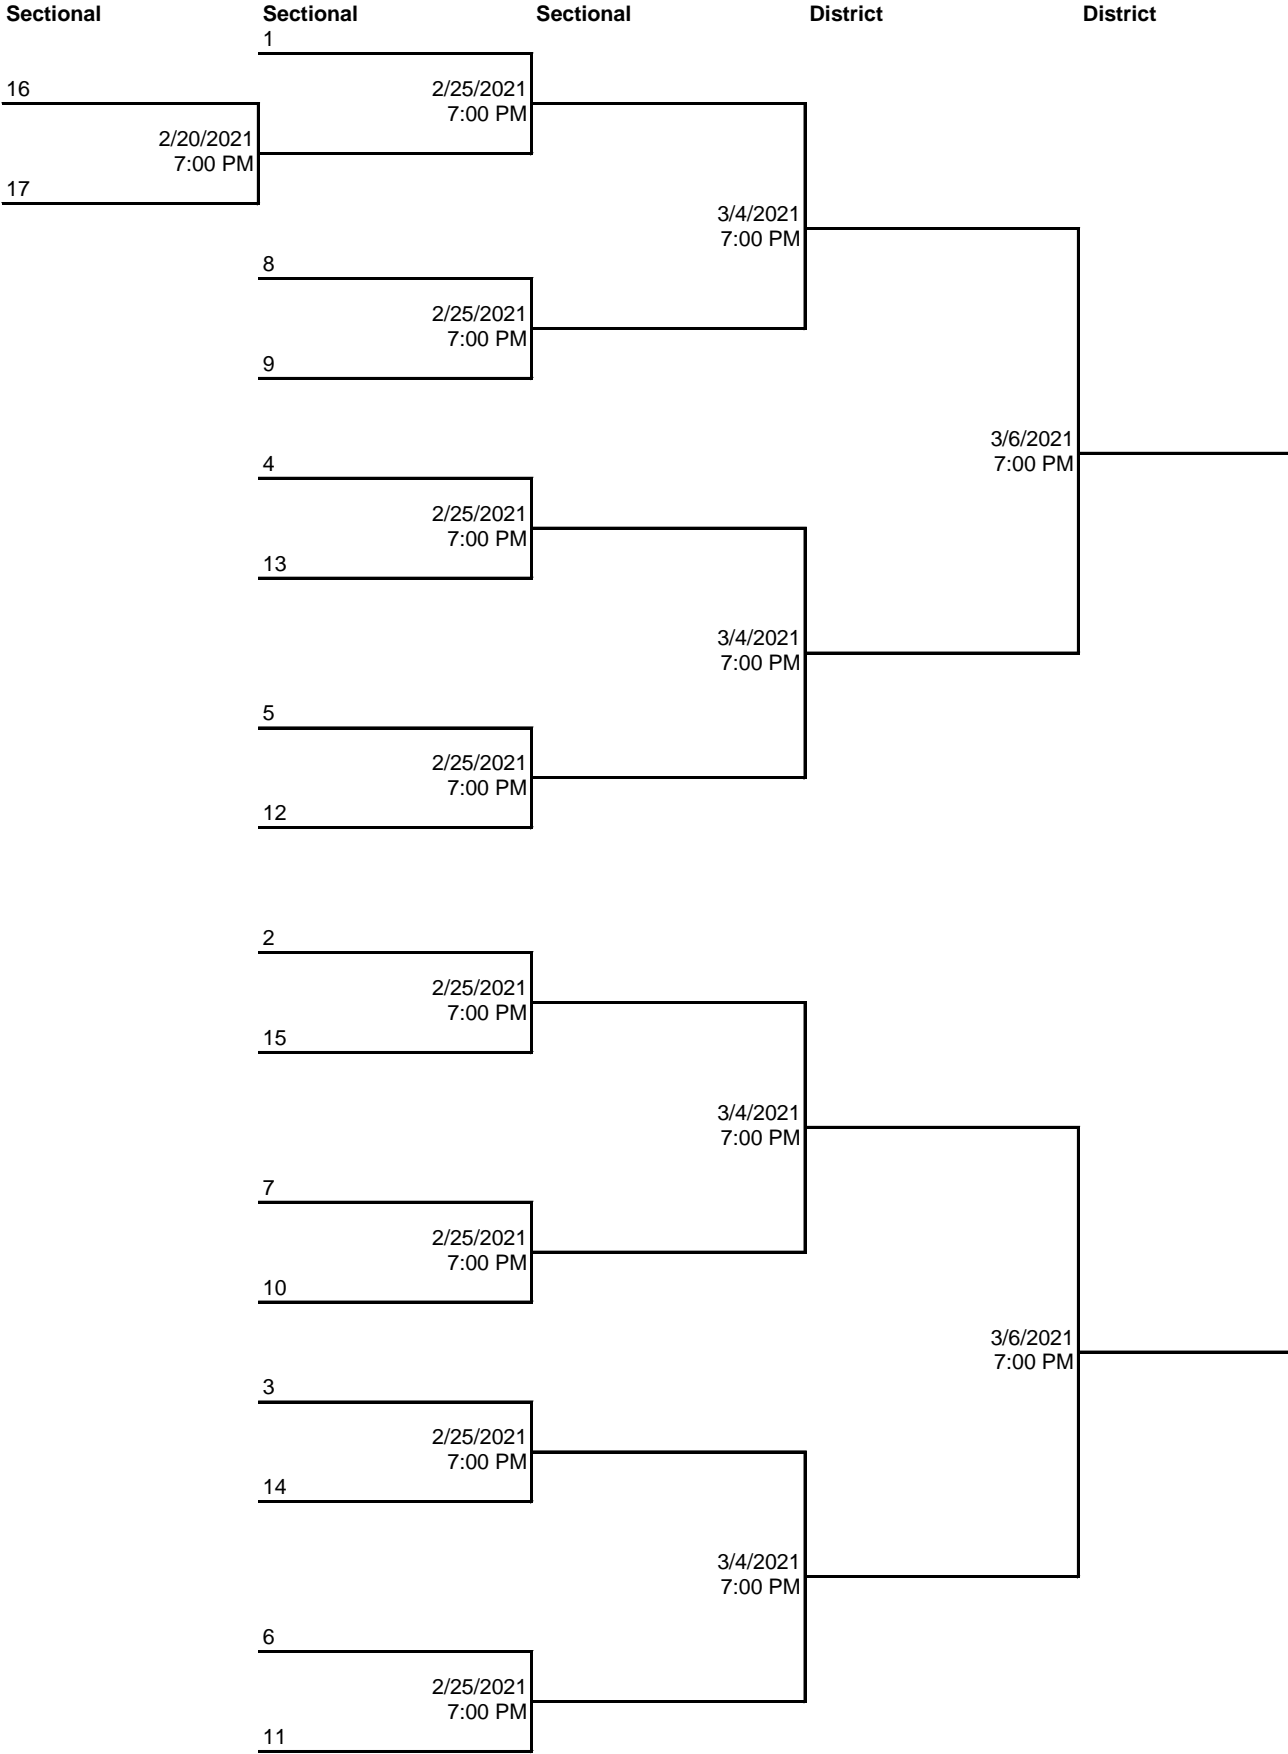 Sectional Sectional Sectional District District
1
16
2/25/2021
7:00 PM
2/20/2021
7:00 PM
17
3/4/2021
7:00 PM
8
2/25/2021
7:00 PM
9
3/6/2021
7:00 PM
4
2/25/2021
7:00 PM
13
3/4/2021
7:00 PM
5
2/25/2021
7:00 PM
12
2
2/25/2021
7:00 PM
15
3/4/2021
7:00 PM
7
2/25/2021
7:00 PM
10
3/6/2021
7:00 PM
3
2/25/2021
7:00 PM
14
3/4/2021
7:00 PM
6
2/25/2021
7:00 PM
11